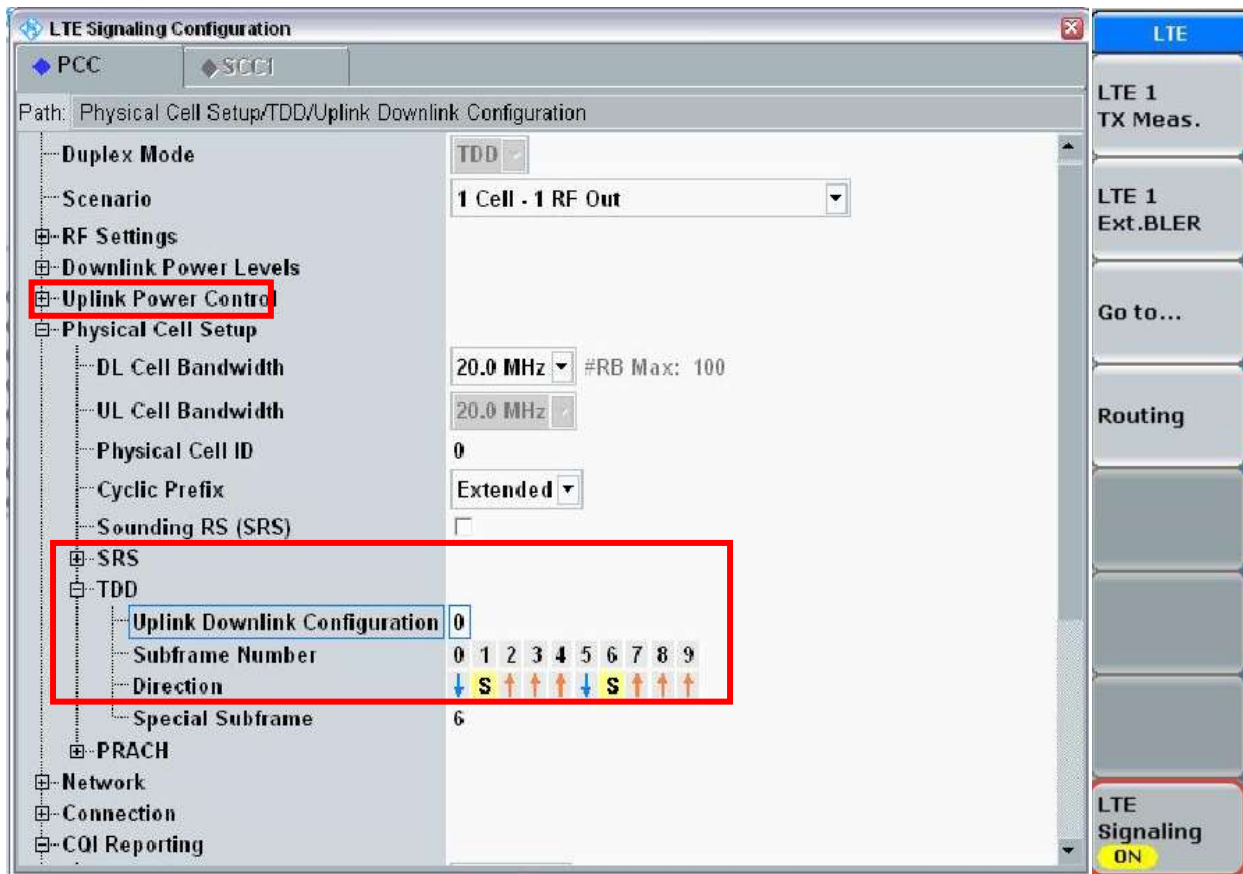 LTE Signaling Configuration
PCC
SCC1
Path: Physical Cell Setup/TDD/Uplink Downlink Configuration
Duplex Mode TDD
Scenario 1 Cell - 1 RF Out
RF Settings
Downlink Power Levels
Uplink Power Control
Physical Cell Setup
DL Cell Bandwidth 20.0 MHz #RB Max: 100
UL Cell Bandwidth 20.0 MHz
Physical Cell ID 0
Cyclic Prefix Extended
Sounding RS (SRS)
SRS
TDD
Uplink Downlink Configuration 0
Subframe Number 0 1 2 3 4 5 6 7 8 9
Direction ↓ S ↑ ↑ ↑ ↓ S ↑ ↑ ↑
Special Subframe 6
PRACH
Network
Connection
CQI Reporting
LTE
LTE 1
TX Meas.
LTE 1
Ext.BLER
Go to...
Routing
LTE
Signaling
ON